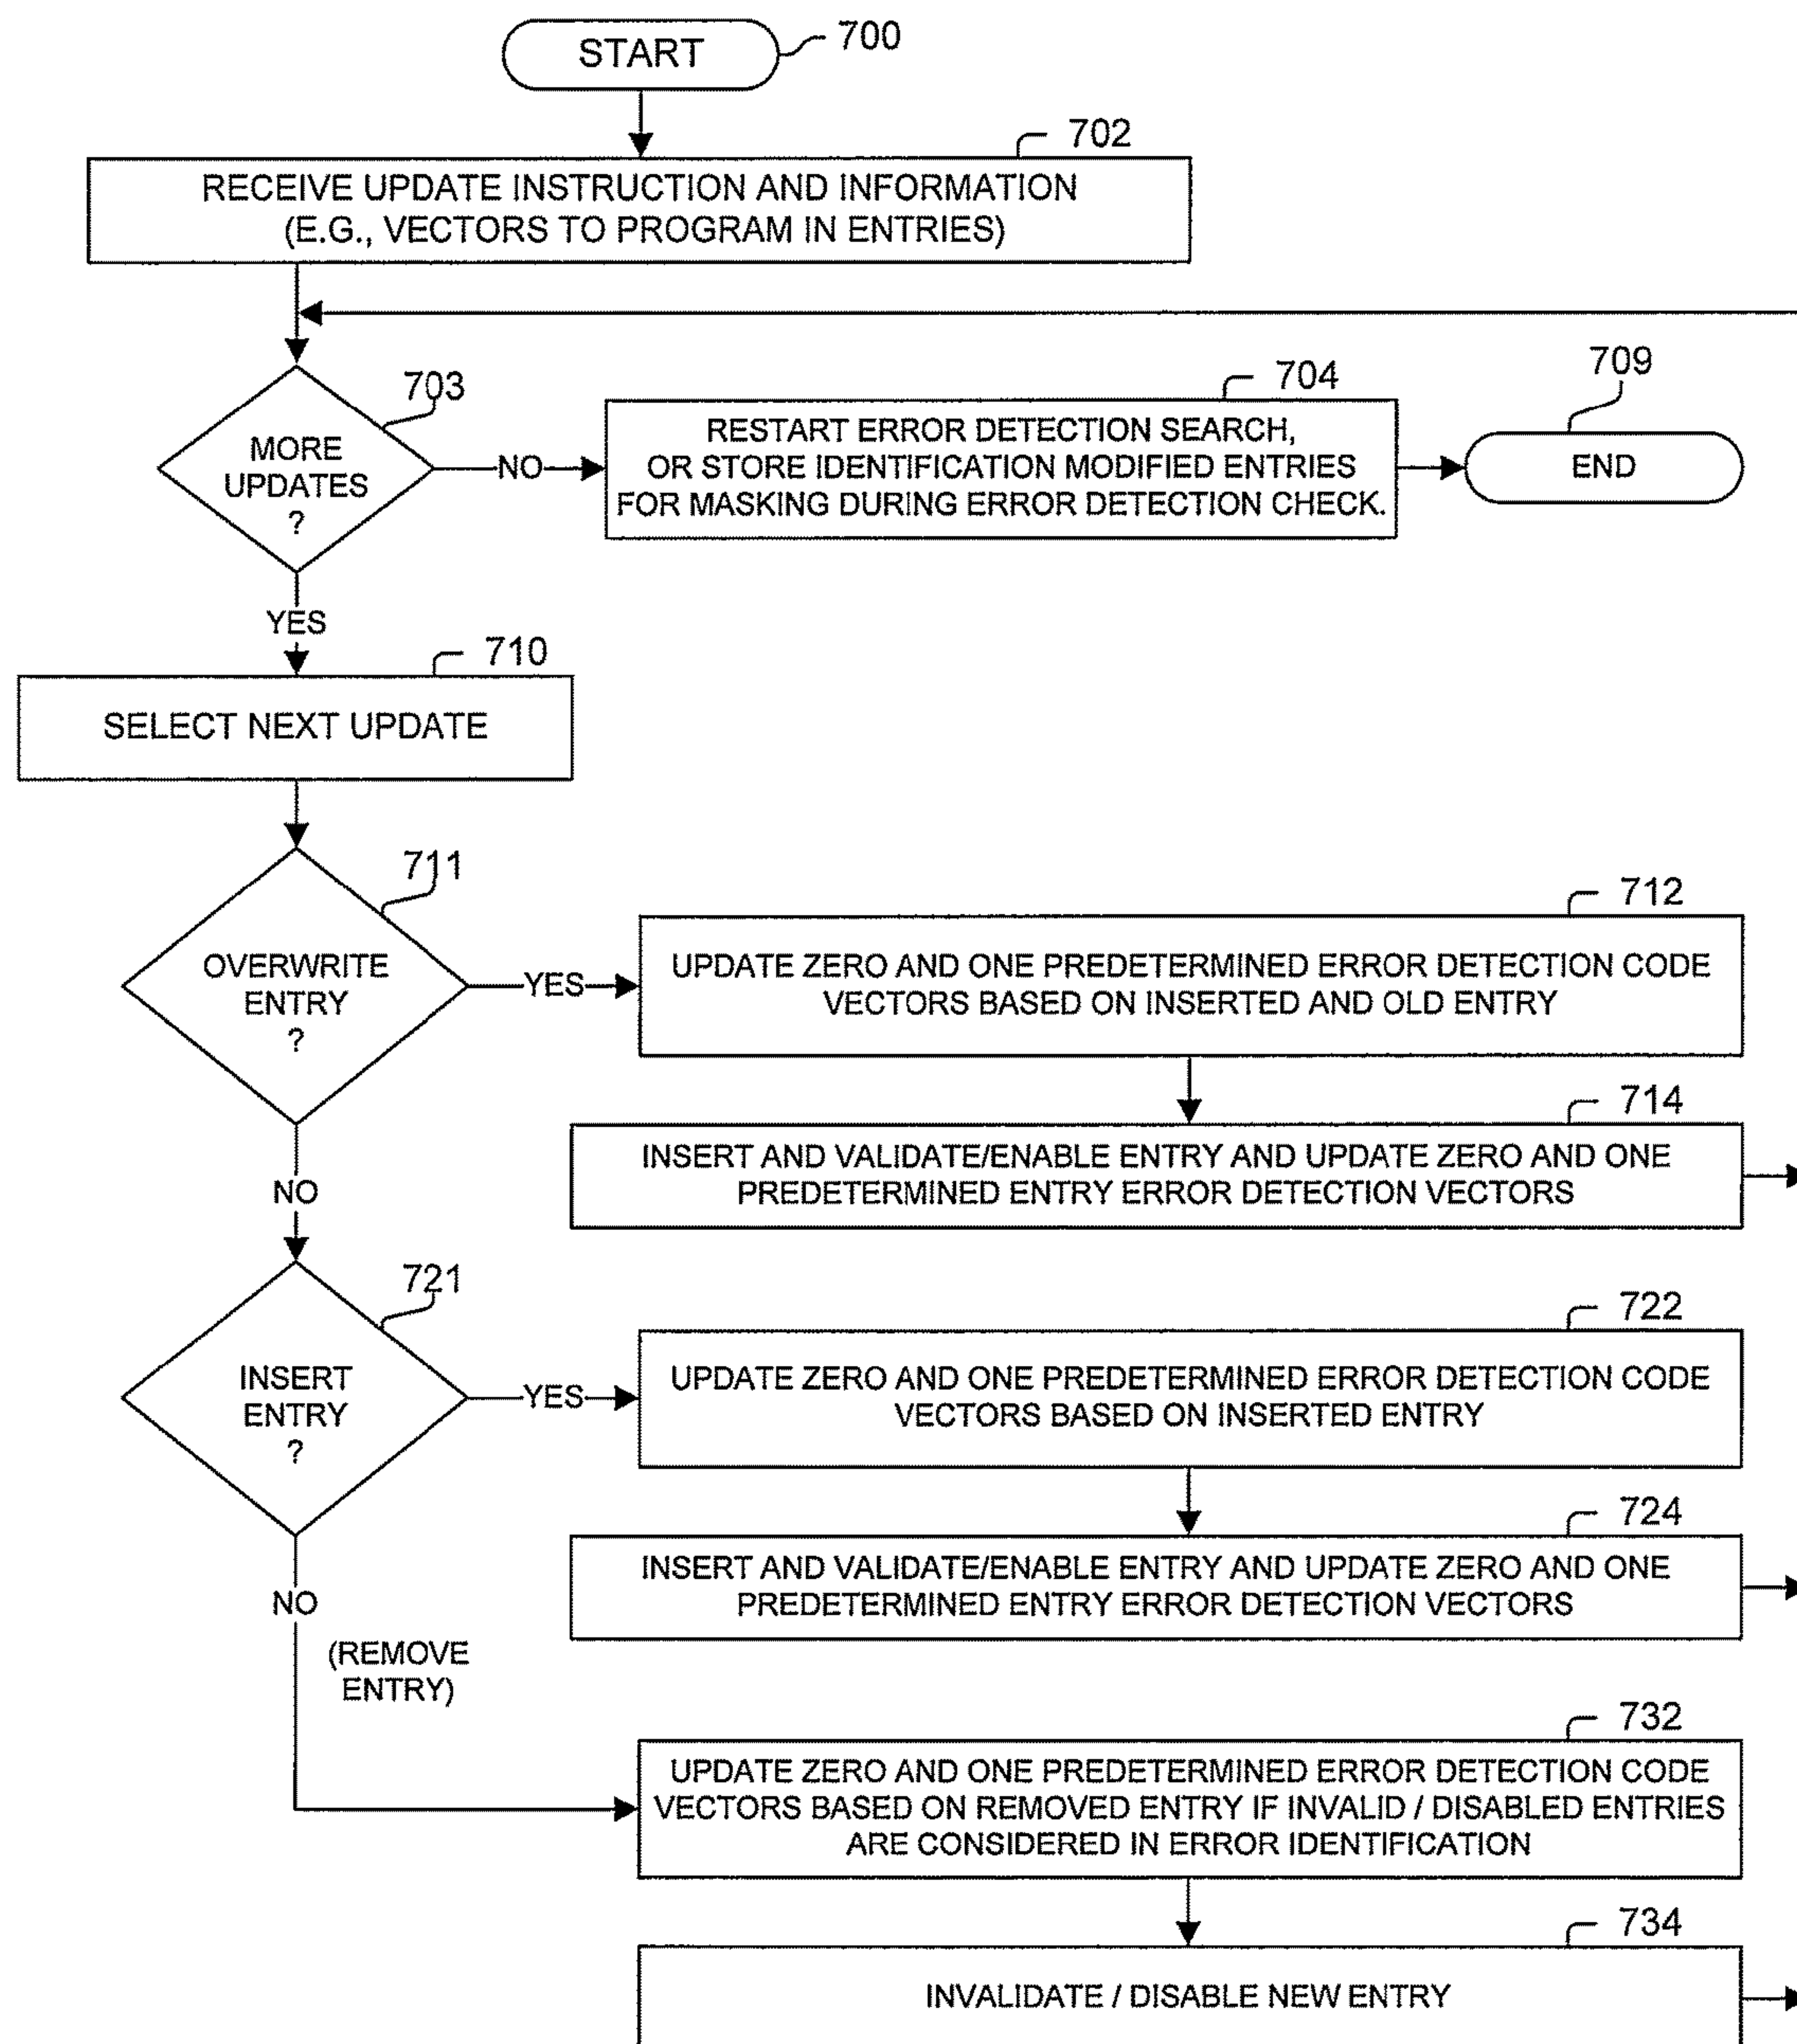 START
700
702
RECEIVE UPDATE INSTRUCTION AND INFORMATION
(E.G., VECTORS TO PROGRAM IN ENTRIES)
703
MORE
UPDATES
?
NO
704
RESTART ERROR DETECTION SEARCH,
OR STORE IDENTIFICATION MODIFIED ENTRIES
FOR MASKING DURING ERROR DETECTION CHECK.
709
END
YES
710
SELECT NEXT UPDATE
711
OVERWRITE
ENTRY
?
YES
712
UPDATE ZERO AND ONE PREDETERMINED ERROR DETECTION CODE
VECTORS BASED ON INSERTED AND OLD ENTRY
714
INSERT AND VALIDATE/ENABLE ENTRY AND UPDATE ZERO AND ONE
PREDETERMINED ENTRY ERROR DETECTION VECTORS
NO
721
INSERT
ENTRY
?
YES
722
UPDATE ZERO AND ONE PREDETERMINED ERROR DETECTION CODE
VECTORS BASED ON INSERTED ENTRY
724
INSERT AND VALIDATE/ENABLE ENTRY AND UPDATE ZERO AND ONE
PREDETERMINED ENTRY ERROR DETECTION VECTORS
NO
(REMOVE
ENTRY)
732
UPDATE ZERO AND ONE PREDETERMINED ERROR DETECTION CODE
VECTORS BASED ON REMOVED ENTRY IF INVALID / DISABLED ENTRIES
ARE CONSIDERED IN ERROR IDENTIFICATION
734
INVALIDATE / DISABLE NEW ENTRY